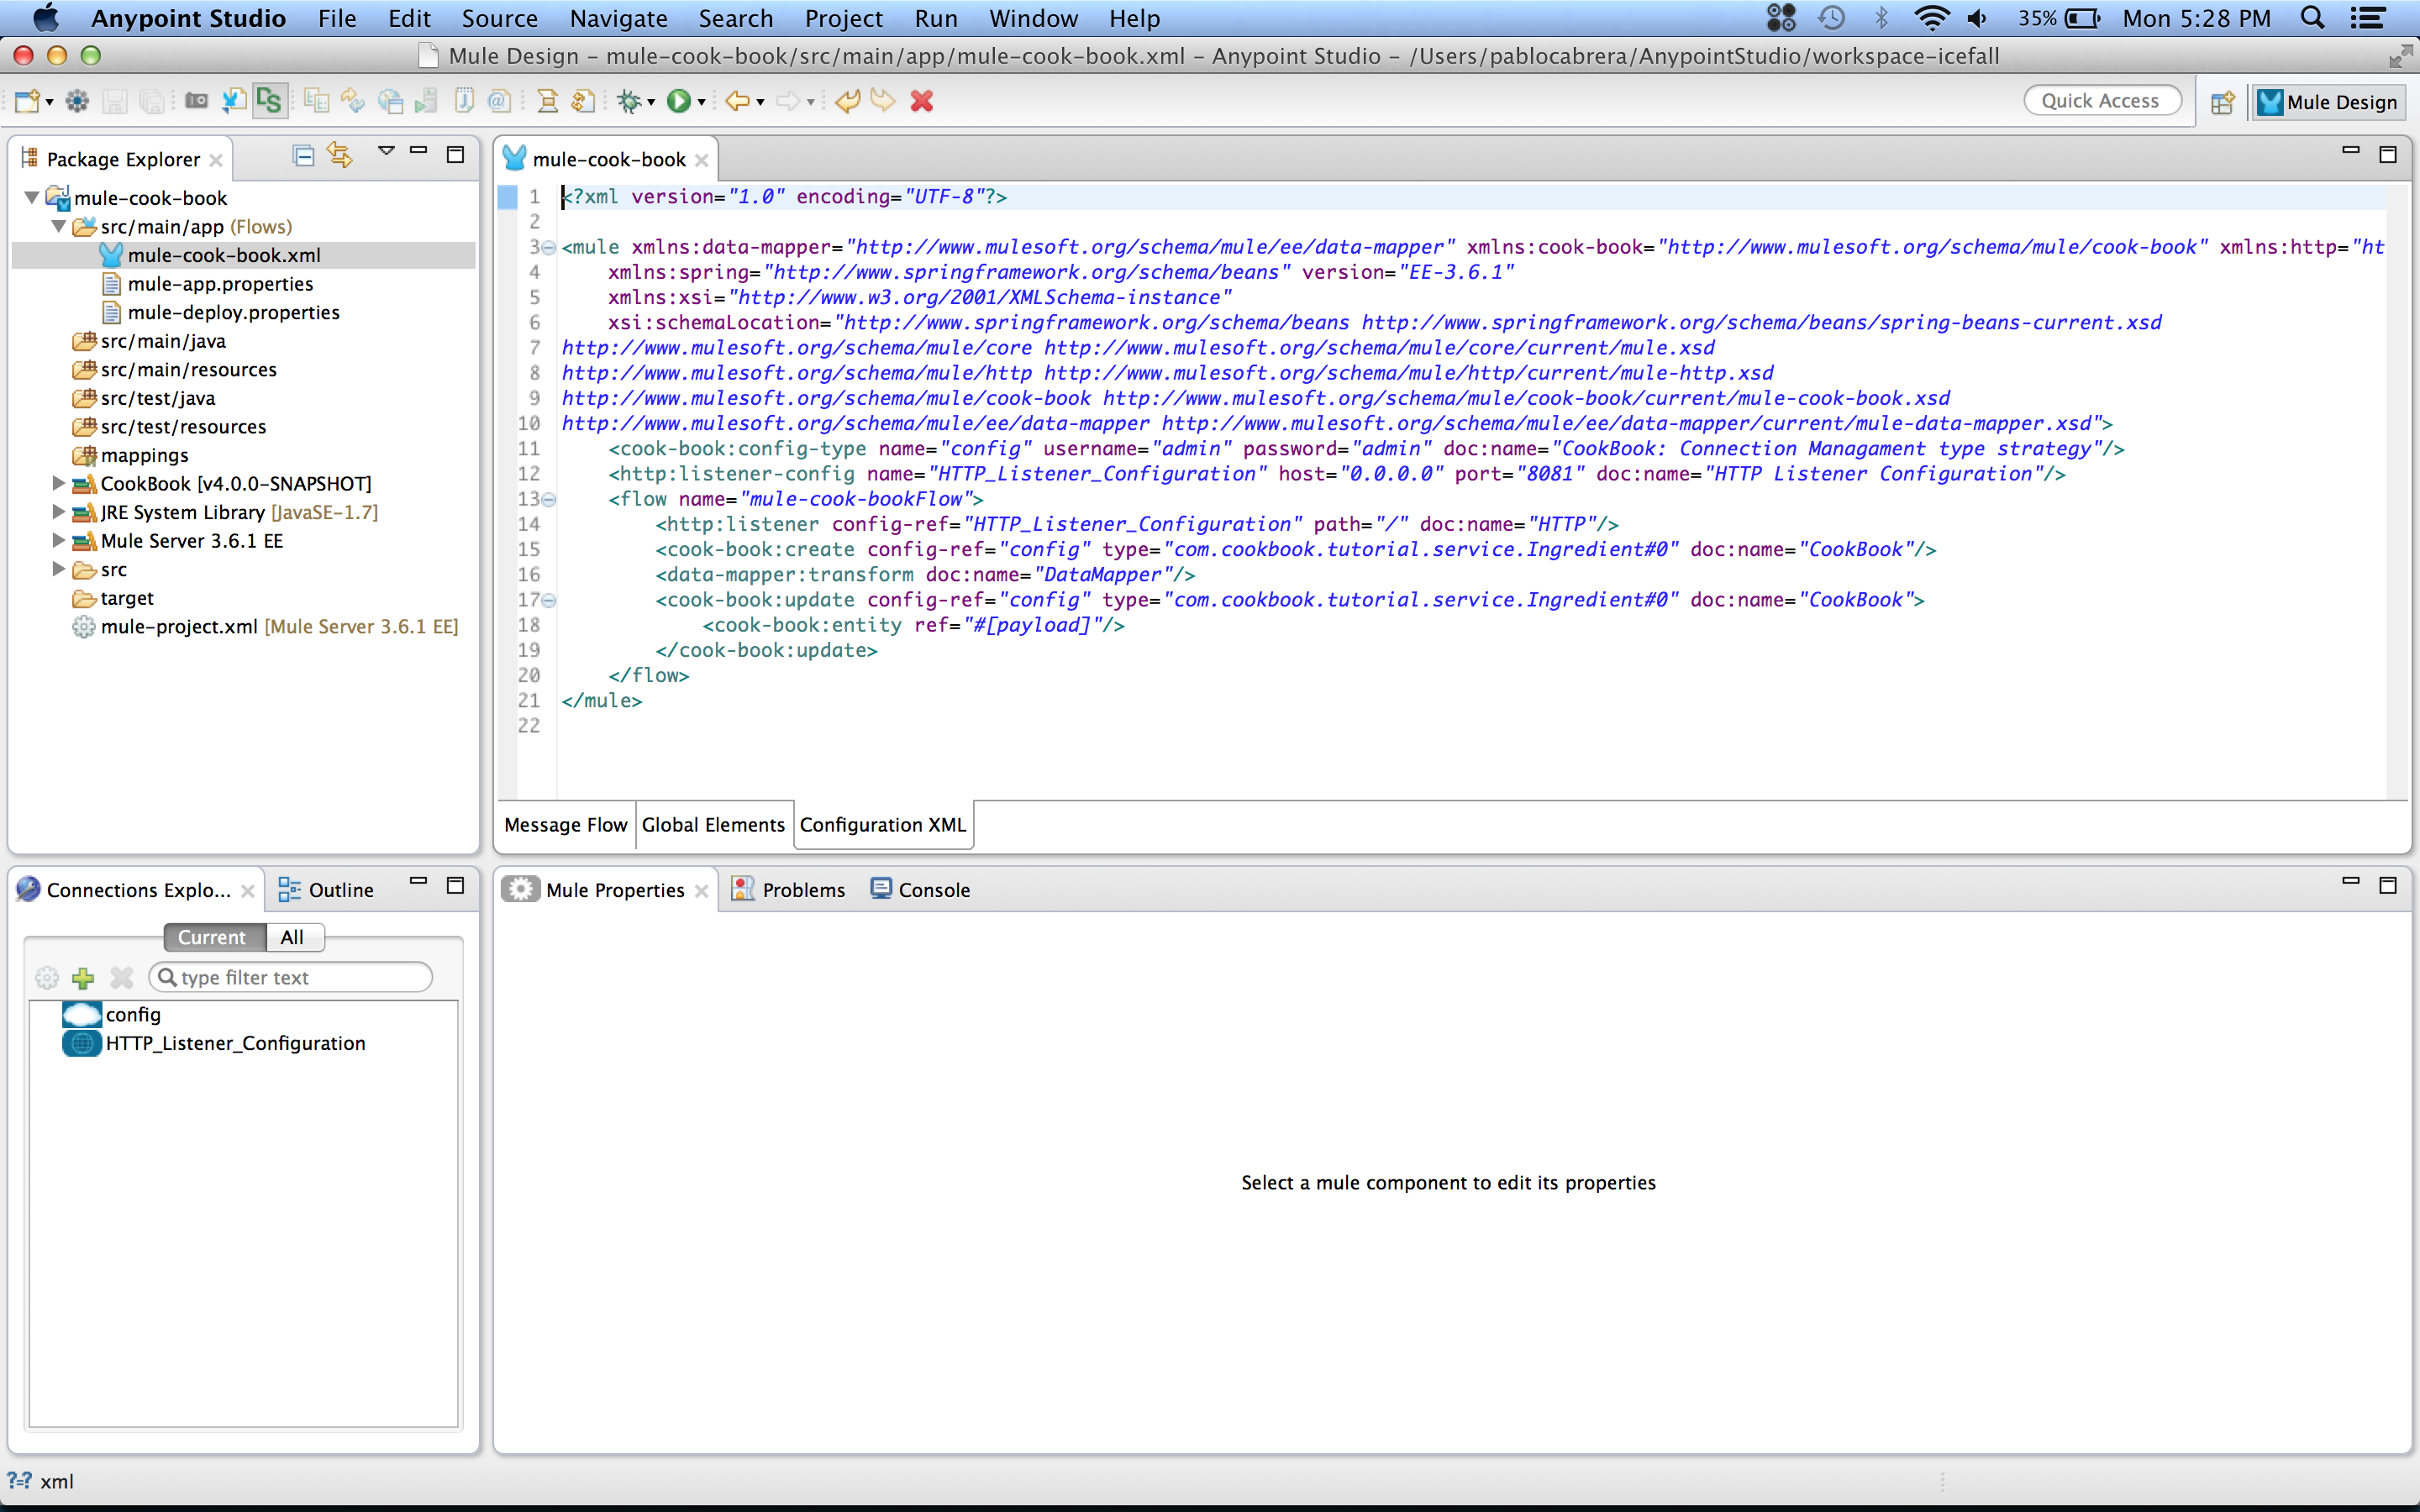 Anypoint Studio File Edit Source Navigate Search Project Run Window Help 35% Mon 5:28 PM
Mule Design – mule-cook-book/src/main/app/mule-cook-book.xml – Anypoint Studio – /Users/pablocabrera/AnypointStudio/workspace-icefall
Quick Access Mule Design
Package Explorer
mule-cook-book
src/main/app (Flows)
mule-cook-book.xml
mule-app.properties
mule-deploy.properties
src/main/java
src/main/resources
src/test/java
src/test/resources
mappings
CookBook [v4.0.0-SNAPSHOT]
JRE System Library [JavaSE-1.7]
Mule Server 3.6.1 EE
src
target
mule-project.xml [Mule Server 3.6.1 EE]
mule-cook-book
1 <?xml version="1.0" encoding="UTF-8"?>
2
3 <mule xmlns:data-mapper="http://www.mulesoft.org/schema/mule/ee/data-mapper" xmlns:cook-book="http://www.mulesoft.org/schema/mule/cook-book" xmlns:http="ht
4 xmlns:spring="http://www.springframework.org/schema/beans" version="EE-3.6.1"
5 xmlns:xsi="http://www.w3.org/2001/XMLSchema-instance"
6 xsi:schemaLocation="http://www.springframework.org/schema/beans http://www.springframework.org/schema/beans/spring-beans-current.xsd
7 http://www.mulesoft.org/schema/mule/core http://www.mulesoft.org/schema/mule/core/current/mule.xsd
8 http://www.mulesoft.org/schema/mule/http http://www.mulesoft.org/schema/mule/http/current/mule-http.xsd
9 http://www.mulesoft.org/schema/mule/cook-book http://www.mulesoft.org/schema/mule/cook-book/current/mule-cook-book.xsd
10 http://www.mulesoft.org/schema/mule/ee/data-mapper http://www.mulesoft.org/schema/mule/ee/data-mapper/current/mule-data-mapper.xsd">
11 <cook-book:config-type name="config" username="admin" password="admin" doc:name="CookBook: Connection Managament type strategy"/>
12 <http:listener-config name="HTTP_Listener_Configuration" host="0.0.0.0" port="8081" doc:name="HTTP Listener Configuration"/>
13 <flow name="mule-cook-bookFlow">
14 <http:listener config-ref="HTTP_Listener_Configuration" path="/" doc:name="HTTP"/>
15 <cook-book:create config-ref="config" type="com.cookbook.tutorial.service.Ingredient#0" doc:name="CookBook"/>
16 <data-mapper:transform doc:name="DataMapper"/>
17 <cook-book:update config-ref="config" type="com.cookbook.tutorial.service.Ingredient#0" doc:name="CookBook">
18 <cook-book:entity ref="#[payload]"/>
19 </cook-book:update>
20 </flow>
21 </mule>
22
Message Flow Global Elements Configuration XML
Connections Explo... Outline
Current All
type filter text
config
HTTP_Listener_Configuration
Mule Properties Problems Console
Select a mule component to edit its properties
?=? xml